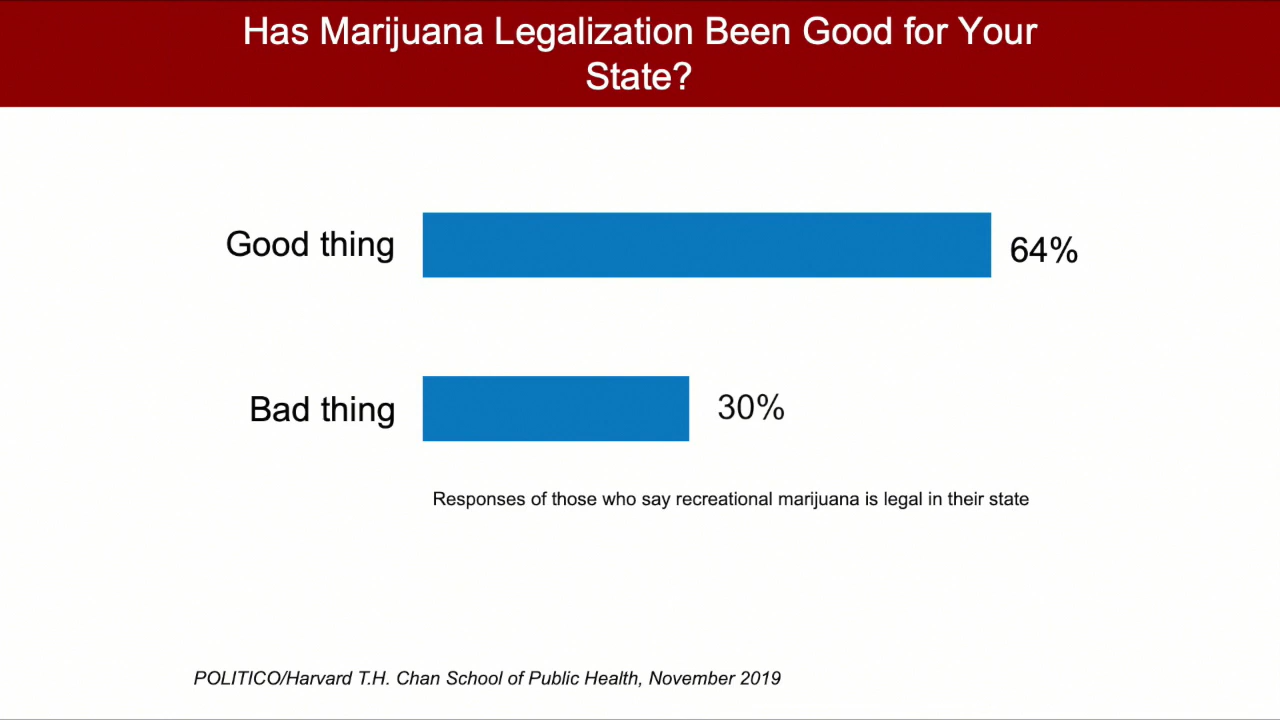 Has Marijuana Legalization Been Good for Your
State?
Good thing
64%
Bad thing
30%
Responses of those who say recreational marijuana is legal in their state
POLITICO/Harvard T.H. Chan School of Public Health, November 2019